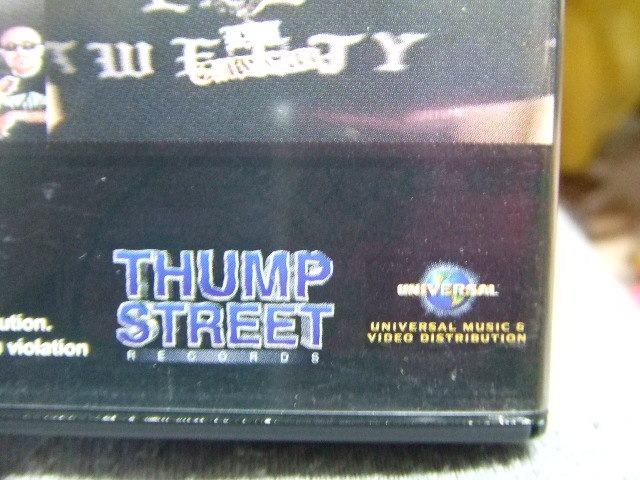 THUMP
STREET
RECORDS
ution.
violation
UNIVERSAL
UNIVERSAL MUSIC &
VIDEO DISTRIBUTION